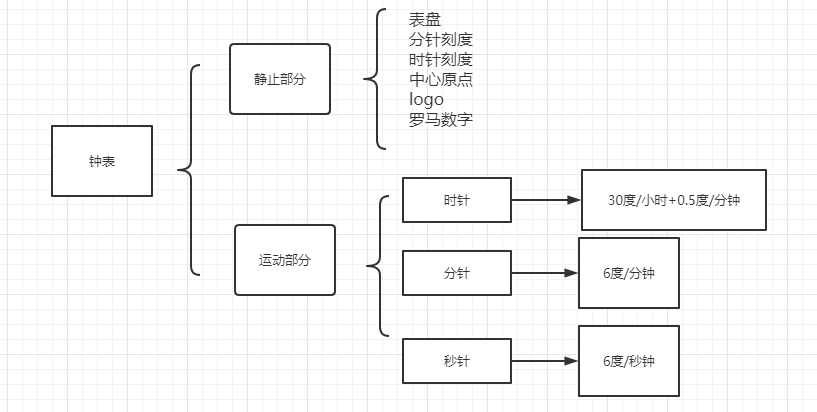 钟表
静止部分
表盘
分针刻度
时针刻度
中心原点
logo
罗马数字
运动部分
时针
30度/小时+0.5度/分钟
分针
6度/分钟
秒针
6度/秒钟